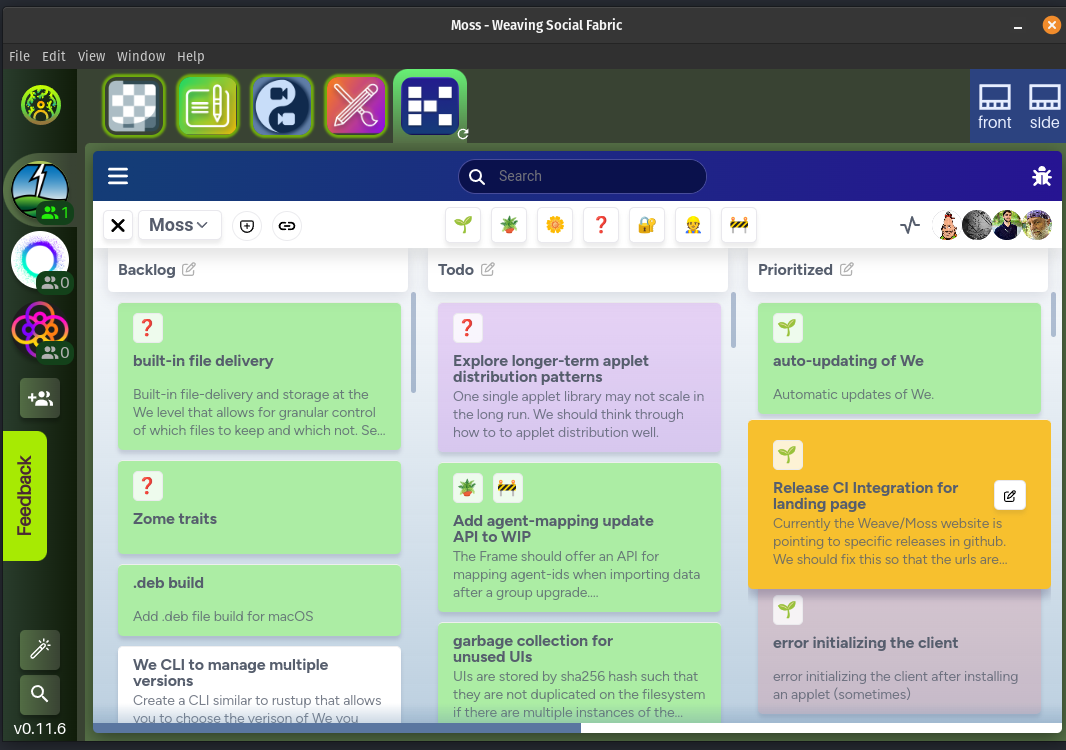 Moss - Weaving Social Fabric
File Edit View Window Help
front side
1
0
0
Feedback
v0.11.6
Search
Moss
Backlog
built-in file delivery
Built-in file-delivery and storage at the
We level that allows for granular control
of which files to keep and which not. Se...
Zome traits
.deb build
Add .deb file build for macOS
We CLI to manage multiple
versions
Create a CLI similar to rustup that allows
you to choose the verison of We you
Todo
Explore longer-term applet
distribution patterns
One single applet library may not scale in
the long run. We should think through
how to to applet distribution well.
Add agent-mapping update
API to WIP
The Frame should offer an API for
mapping agent-ids when importing data
after a group upgrade....
garbage collection for
unused UIs
UIs are stored by sha256 hash such that
they are not duplicated on the filesystem
if there are multiple instances of the...
Prioritized
auto-updating of We
Automatic updates of We.
Release CI Integration for
landing page
Currently the Weave/Moss website is
pointing to specific releases in github.
We should fix this so that the urls are...
error initializing the client
error initializing the client after installing
an applet (sometimes)